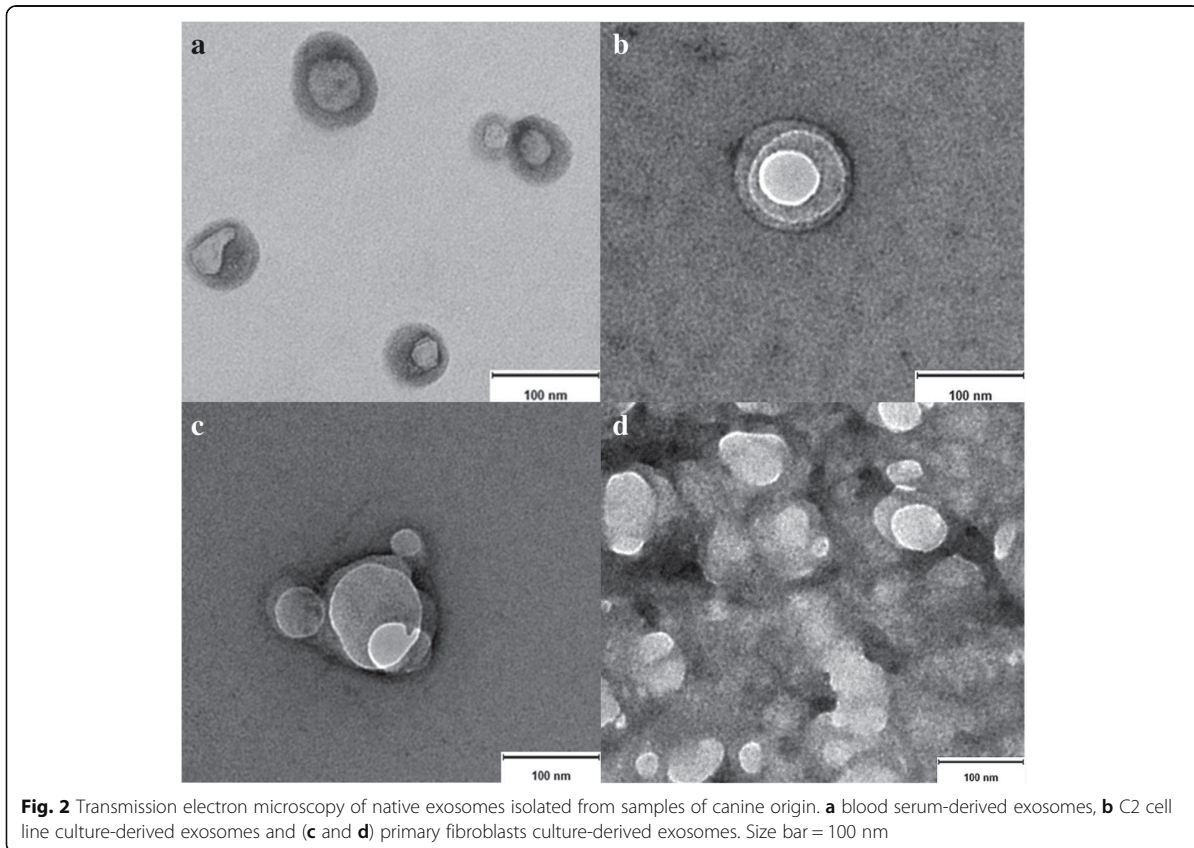 a
b
100 nm
100 nm
c
d
100 nm
100 nm
Fig. 2 Transmission electron microscopy of native exosomes isolated from samples of canine origin. a blood serum-derived exosomes, b C2 cell
line culture-derived exosomes and (c and d) primary fibroblasts culture-derived exosomes. Size bar = 100 nm